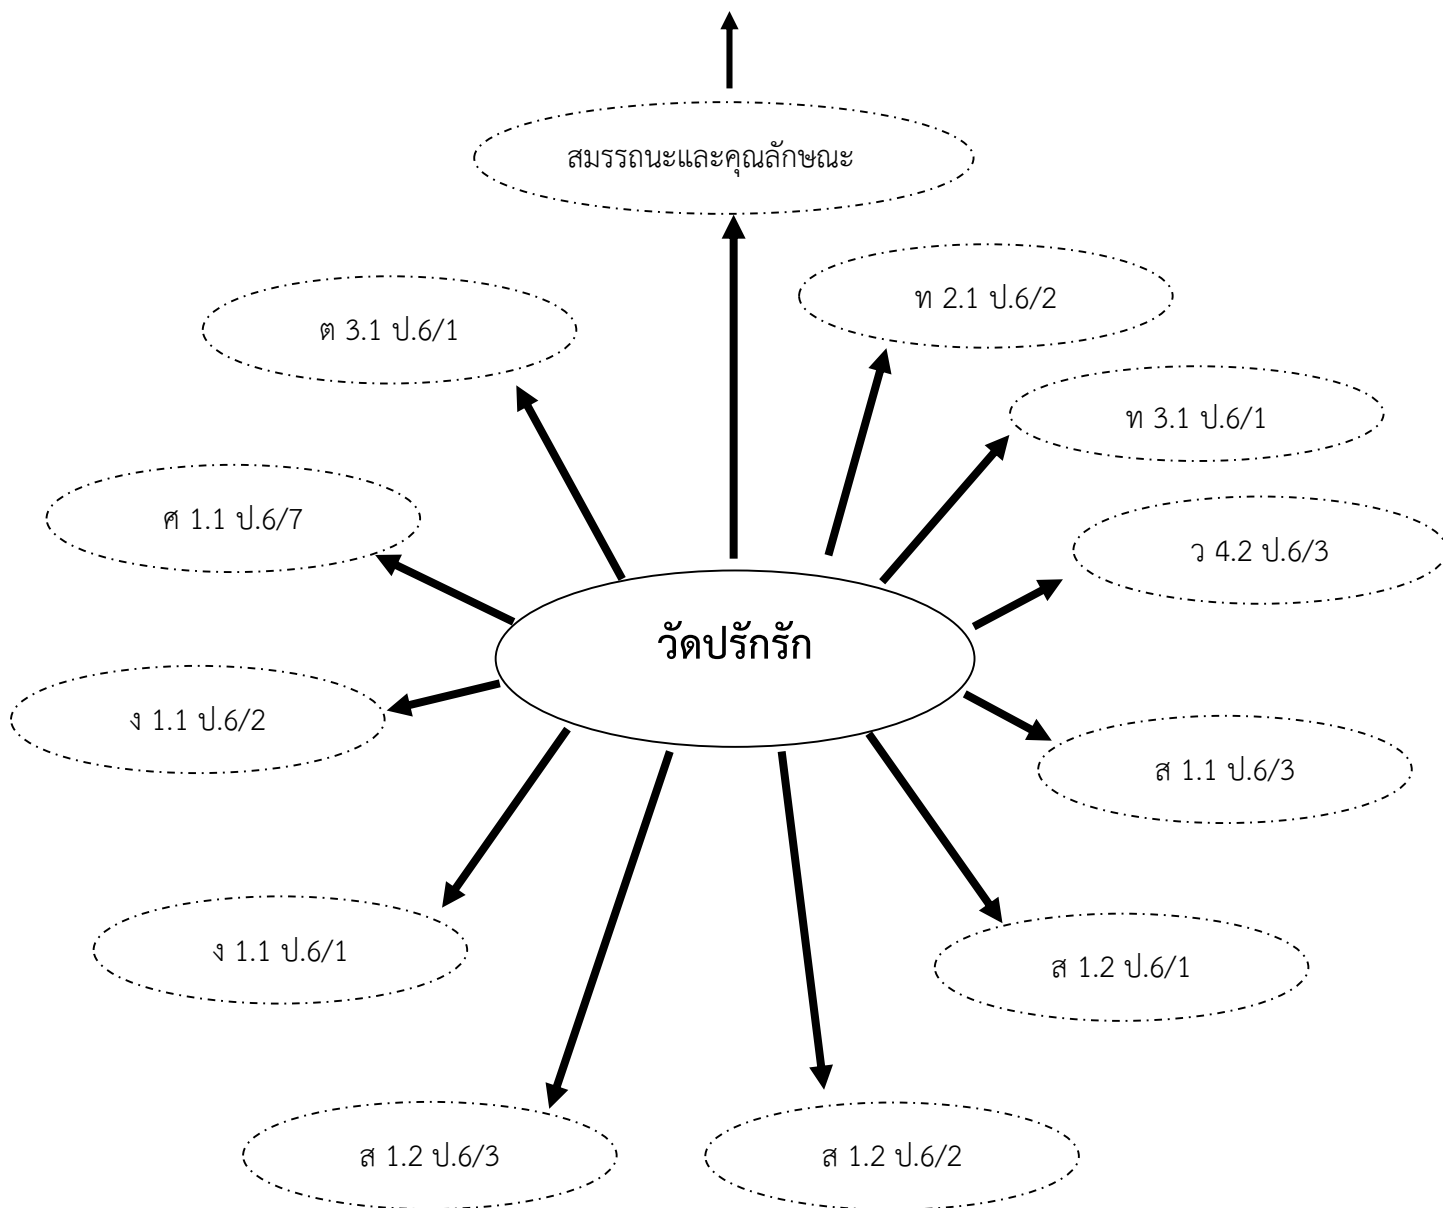 สมรรถนะและคุณลักษณะ
ท 2.1 ป.6/2
ต 3.1 ป.6/1
ท 3.1 ป.6/1
ศ 1.1 ป.6/7
ว 4.2 ป.6/3
วัดปรักรัก
ง 1.1 ป.6/2
ส 1.1 ป.6/3
ง 1.1 ป.6/1
ส 1.2 ป.6/1
ส 1.2 ป.6/3
ส 1.2 ป.6/2